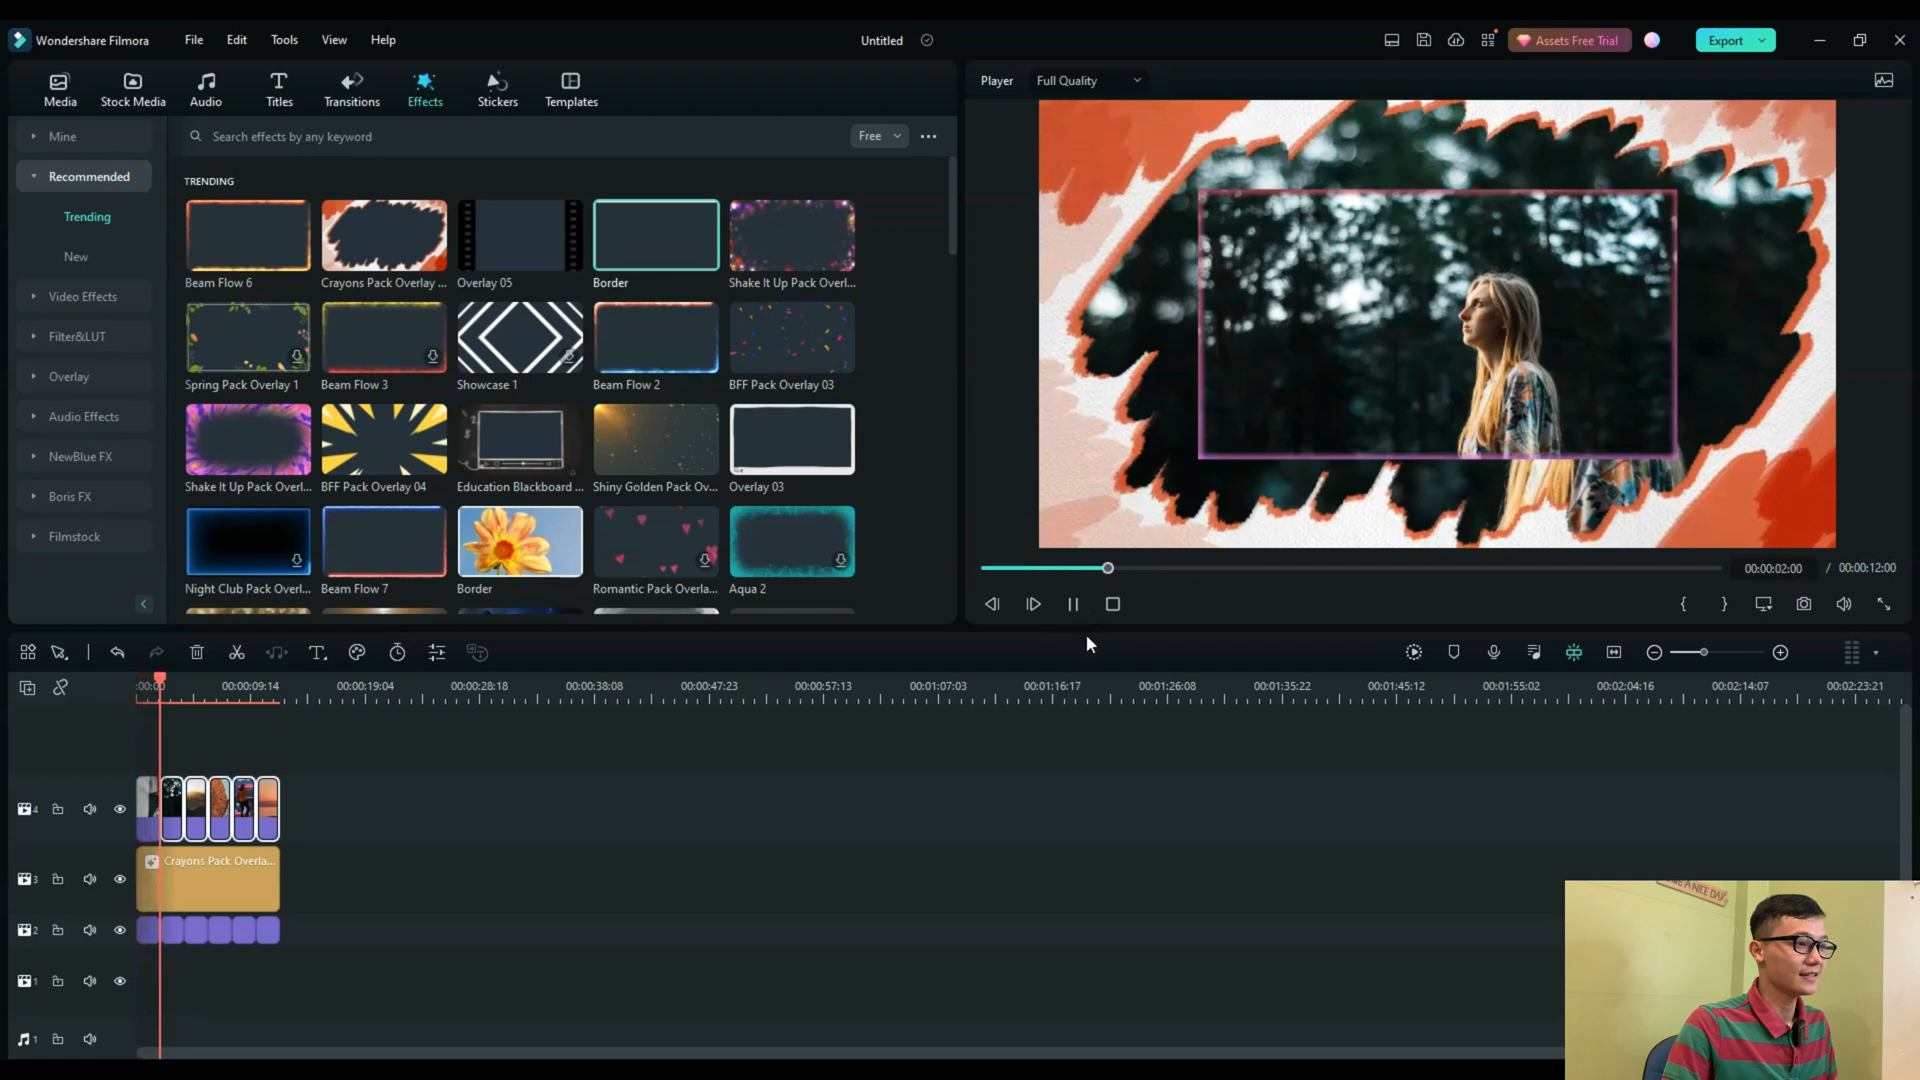 Wondershare Filmora
File Edit Tools View Help
Untitled
Assets Free Trial
Export
Media
Stock Media
Audio
Titles
Transitions
Effects
Stickers
Templates
Player
Full Quality
Mine
Search effects by any keyword
Free
Recommended
TRENDING
Trending
New
Video Effects
Filter&LUT
Overlay
Audio Effects
NewBlue FX
Boris FX
Filmstock
Beam Flow 6
Crayons Pack Overlay ...
Overlay 05
Border
Shake It Up Pack Overl...
Spring Pack Overlay 1
Beam Flow 3
Showcase 1
Beam Flow 2
BFF Pack Overlay 03
Shake It Up Pack Overl...
BFF Pack Overlay 04
Education Blackboard ...
Shiny Golden Pack Ov...
Overlay 03
Night Club Pack Overl...
Beam Flow 7
Border
Romantic Pack Overla...
Aqua 2
00:00:02:00 / 00:00:12:00
:00:00 00:00:09:14 00:00:19:04 00:00:28:18 00:00:38:08 00:00:47:23 00:00:57:13 00:01:07:03 00:01:16:17 00:01:26:08 00:01:35:22 00:01:45:12 00:01:55:02 00:02:04:16 00:02:14:07 00:02:23:21
4
Crayons Pack Overla...
3
2
1
1
A NICE DAY